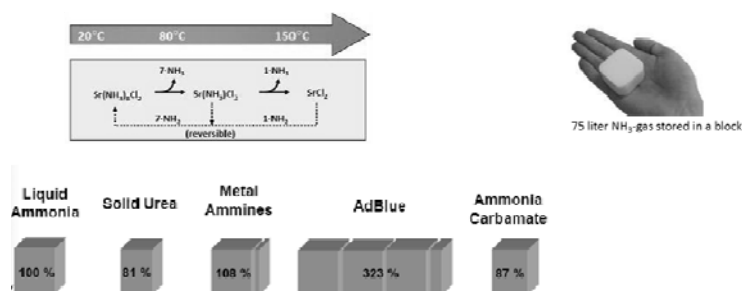 20°C 80°C 150°C
7-NH₃ 1-NH₃
Sr(NH₃)₈Cl₂ Sr(NH₃)Cl₂ SrCl₂
7-NH₃ 1-NH₃
(reversible)
75 liter NH₃-gas stored in a block
Liquid
Ammonia
Solid Urea
Metal
Ammines
AdBlue
Ammonia
Carbamate
100 %
81 %
108 %
323 %
87 %